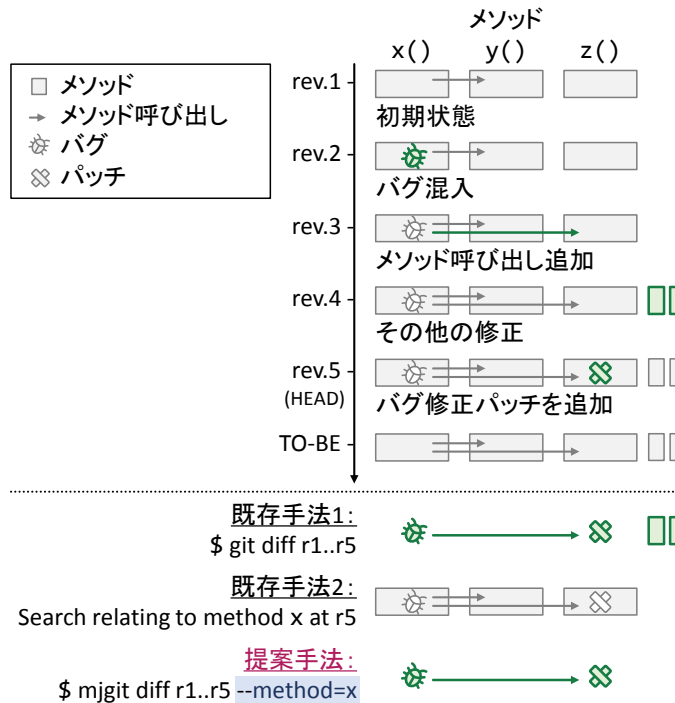 メソッド
x() y() z()
メソッド
メソッド呼び出し
バグ
パッチ
rev.1
初期状態
rev.2
バグ混入
rev.3
メソッド呼び出し追加
rev.4
その他の修正
rev.5
(HEAD)
バグ修正パッチを追加
TO-BE
既存手法1:
$ git diff r1..r5
既存手法2:
Search relating to method x at r5
提案手法:
$ mjgit diff r1..r5 --method=x